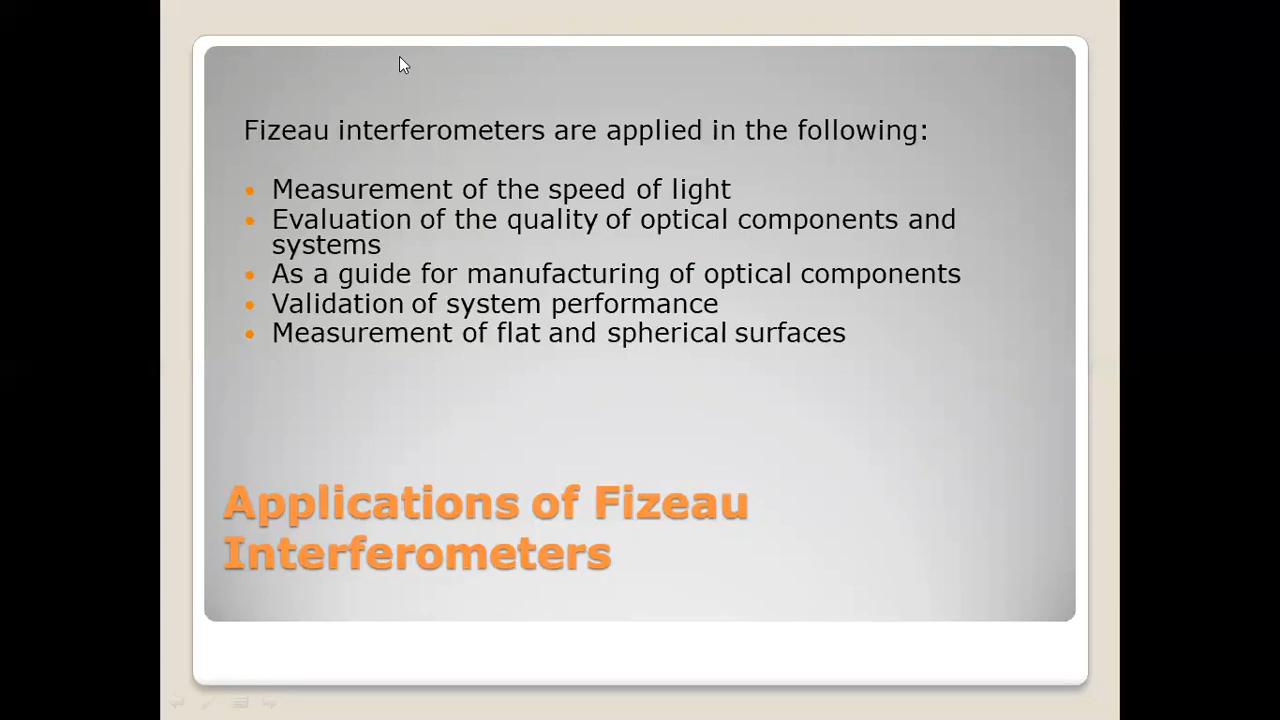 Fizeau interferometers are applied in the following:
Measurement of the speed of light
Evaluation of the quality of optical components and
systems
As a guide for manufacturing of optical components
Validation of system performance
Measurement of flat and spherical surfaces
Applications of Fizeau
Interferometers